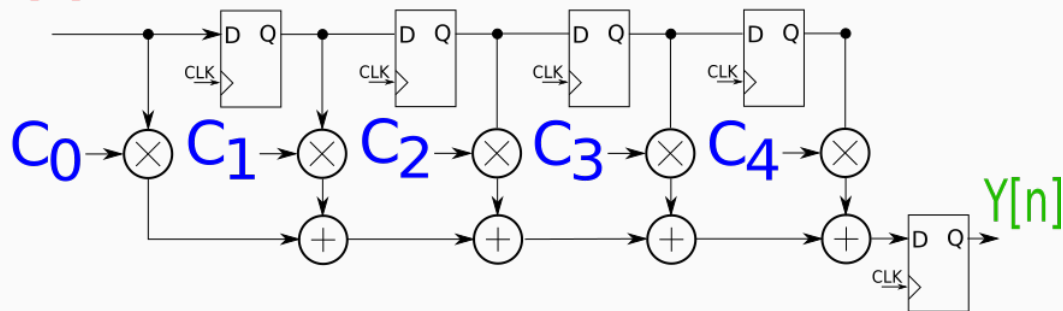 D Q D Q D Q D Q
CLK CLK CLK CLK
C0 C1 C2 C3 C4
Y[n]
D Q
CLK